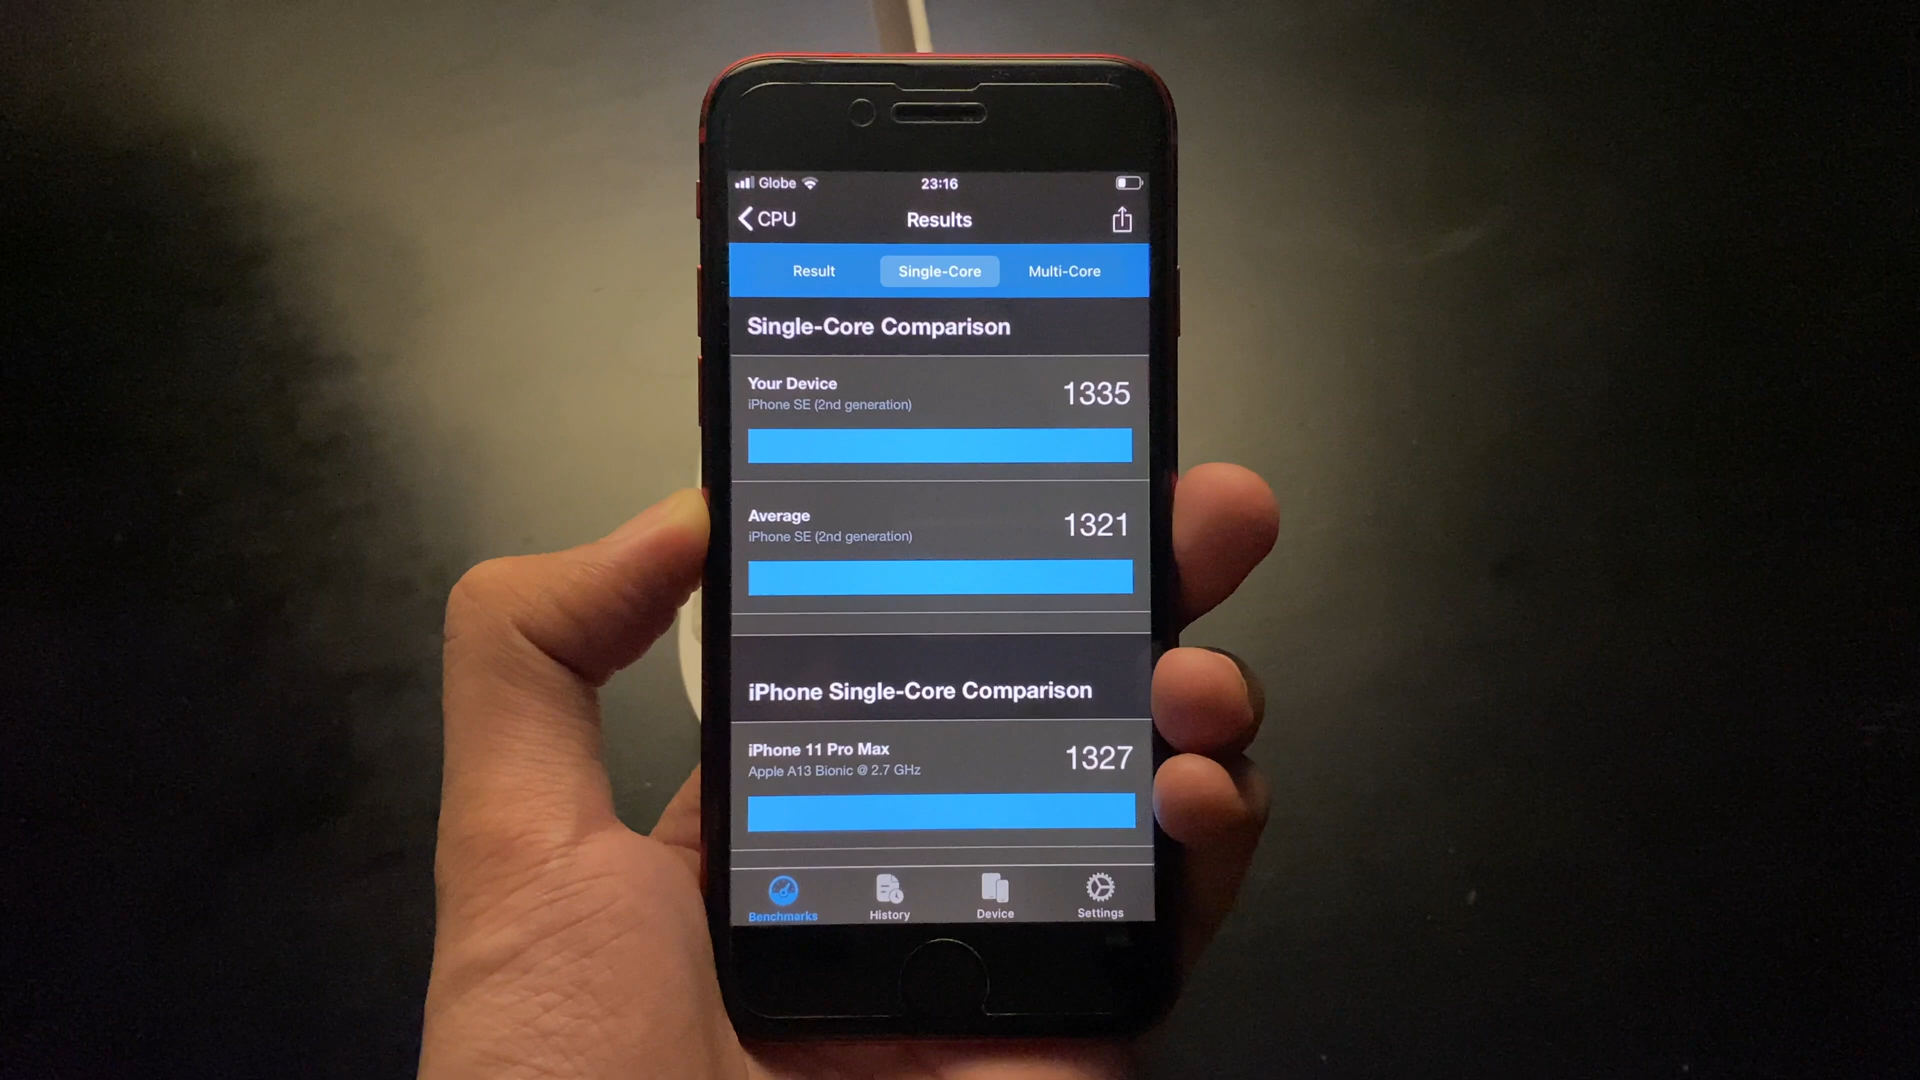 Globe 23:16
CPU Results
Result Single-Core Multi-Core
Single-Core Comparison
Your Device 1335
iPhone SE (2nd generation)
Average 1321
iPhone SE (2nd generation)
iPhone Single-Core Comparison
iPhone 11 Pro Max 1327
Apple A13 Bionic @ 2.7 GHz
Benchmarks History Device Settings